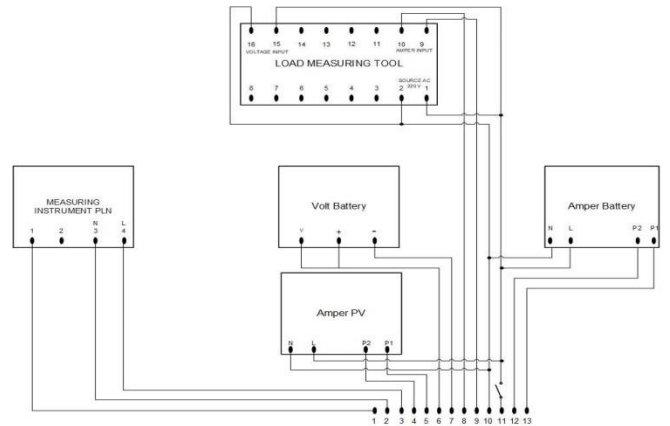 16 15 14 13 12 11 10 9
VOLTAGE INPUT AMPER INPUT
LOAD MEASURING TOOL
SOURCE AC
220 V
8 7 6 5 4 3 2 1
MEASURING
INSTRUMENT PLN
N L
1 2 3 4
Volt Battery
V + -
Amper Battery
N L P2 P1
Amper PV
N L P2 P1
1 2 3 4 5 6 7 8 9 10 11 12 13